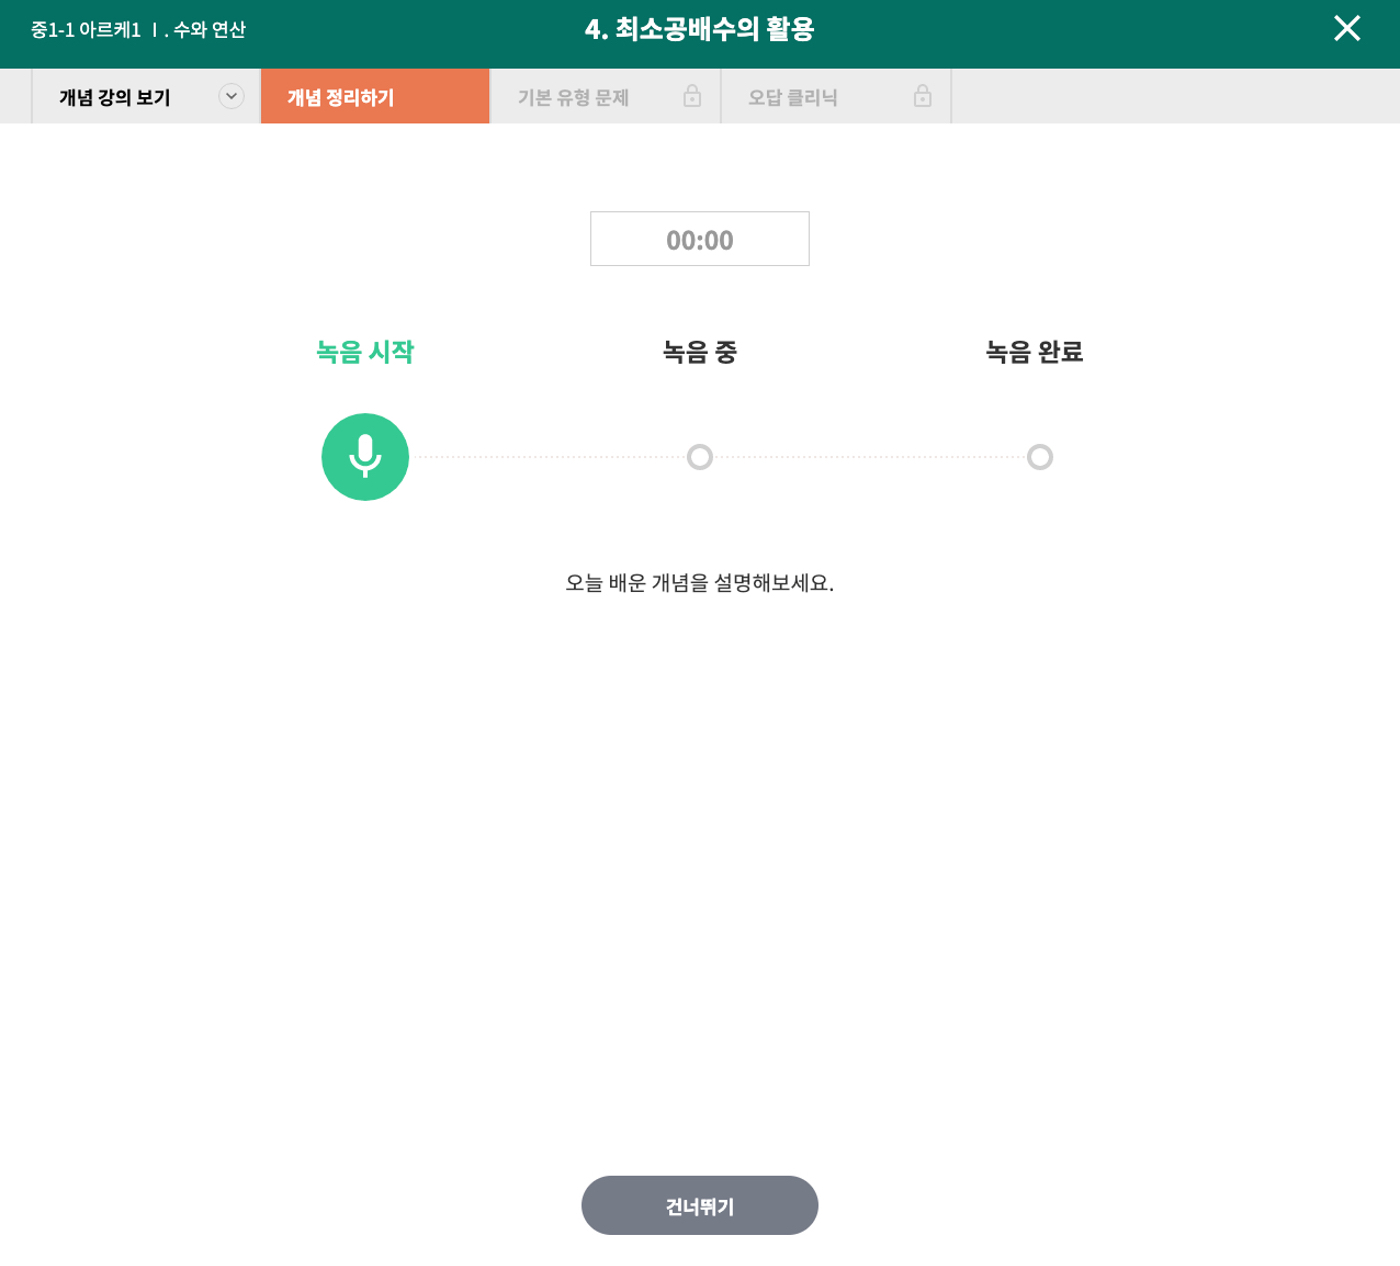 중1-1 아르케1 Ⅰ. 수와 연산
4. 최소공배수의 활용
개념 강의 보기
개념 정리하기
기본 유형 문제
오답 클리닉
00:00
녹음 시작
녹음 중
녹음 완료
오늘 배운 개념을 설명해보세요.
건너뛰기